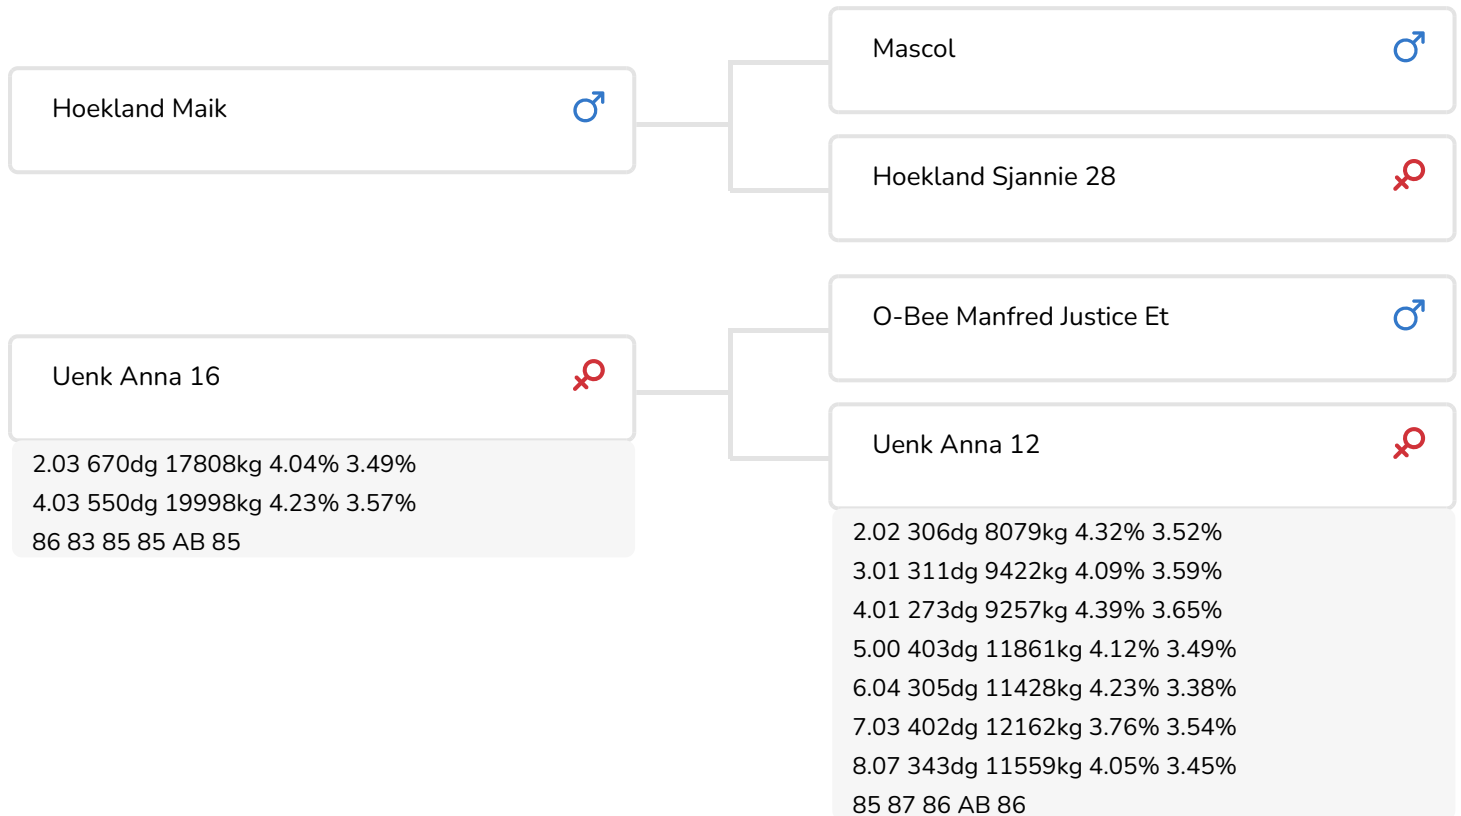 Hoekland Maik
Mascol
Hoekland Sjannie 28
Uenk Anna 16
2.03 670dg 17808kg 4.04% 3.49%
4.03 550dg 19998kg 4.23% 3.57%
86 83 85 85 AB 85
O-Bee Manfred Justice Et
Uenk Anna 12
2.02 306dg 8079kg 4.32% 3.52%
3.01 311dg 9422kg 4.09% 3.59%
4.01 273dg 9257kg 4.39% 3.65%
5.00 403dg 11861kg 4.12% 3.49%
6.04 305dg 11428kg 4.23% 3.38%
7.03 402dg 12162kg 3.76% 3.54%
8.07 343dg 11559kg 4.05% 3.45%
85 87 86 AB 86